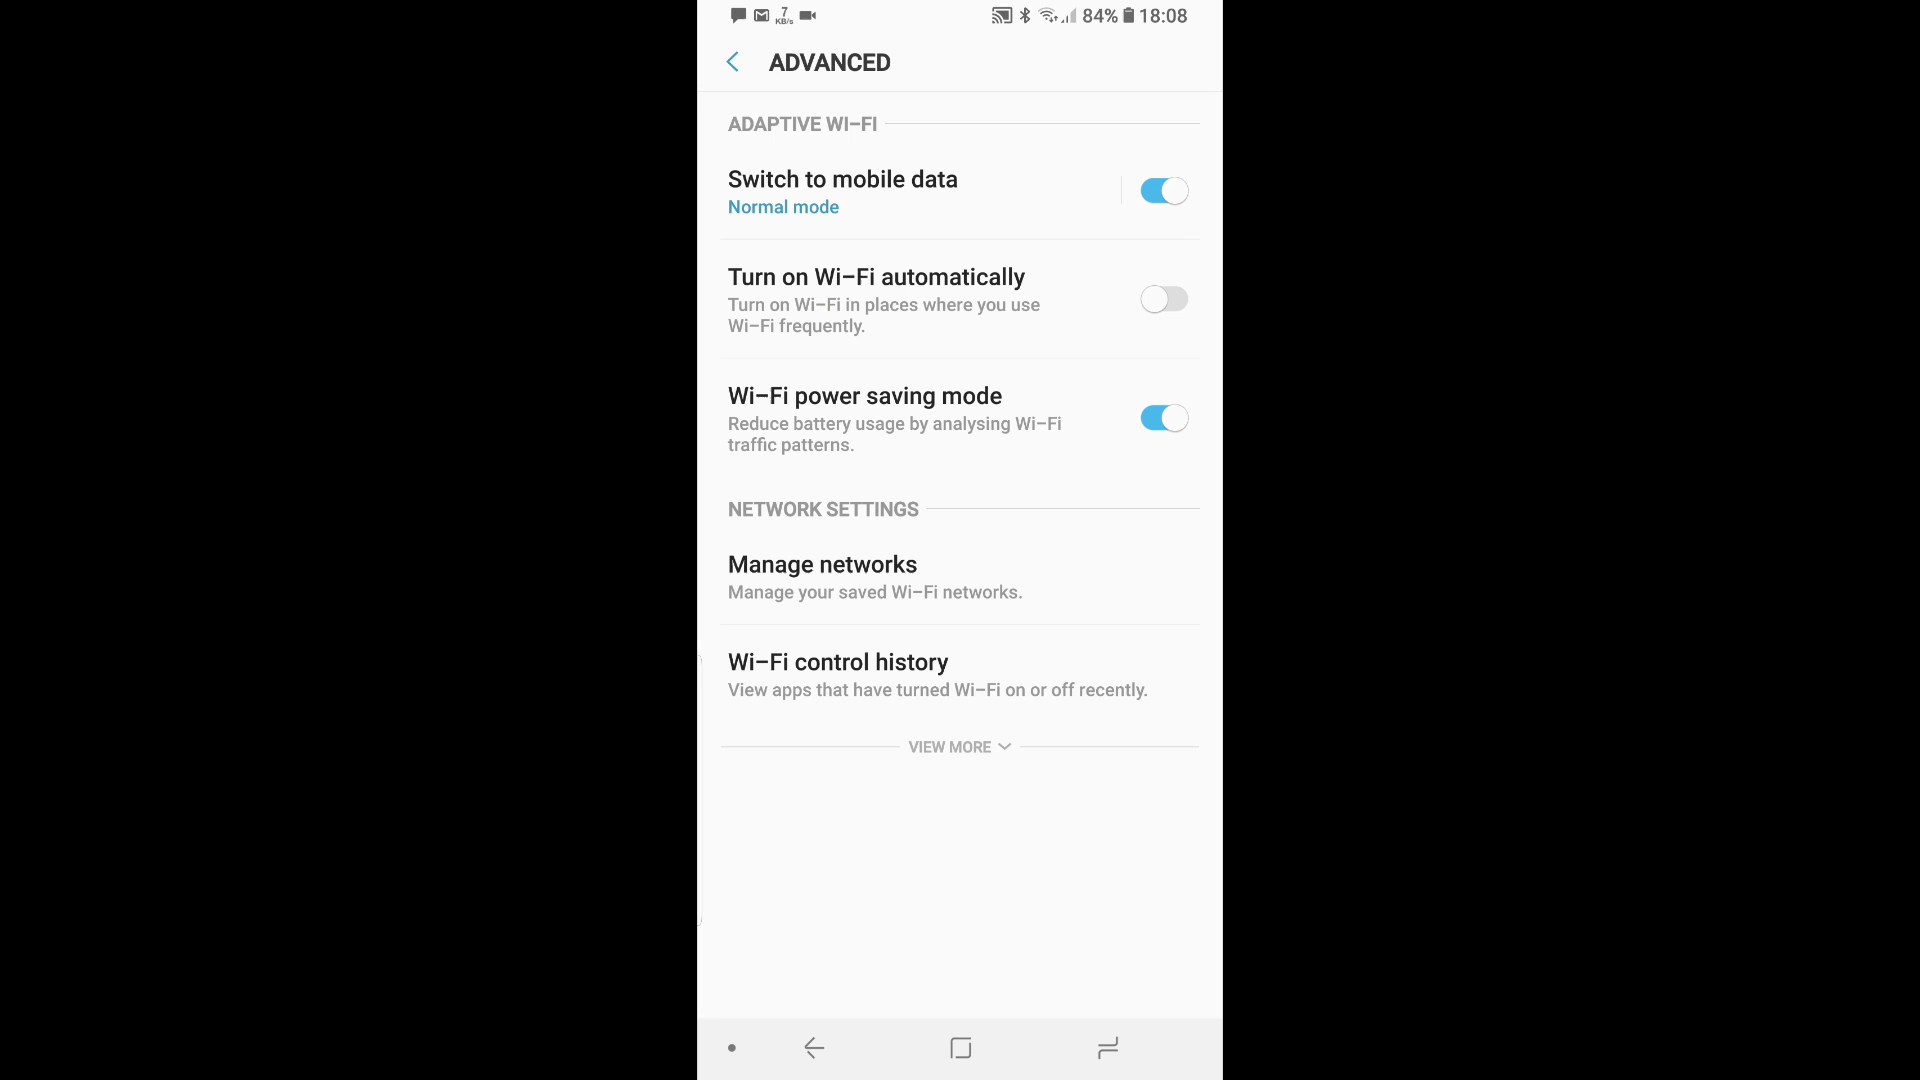 7
KB/s
84%
18:08
ADVANCED
ADAPTIVE WI-FI
Switch to mobile data
Normal mode
Turn on Wi-Fi automatically
Turn on Wi-Fi in places where you use
Wi-Fi frequently.
Wi-Fi power saving mode
Reduce battery usage by analysing Wi-Fi
traffic patterns.
NETWORK SETTINGS
Manage networks
Manage your saved Wi-Fi networks.
Wi-Fi control history
View apps that have turned Wi-Fi on or off recently.
VIEW MORE